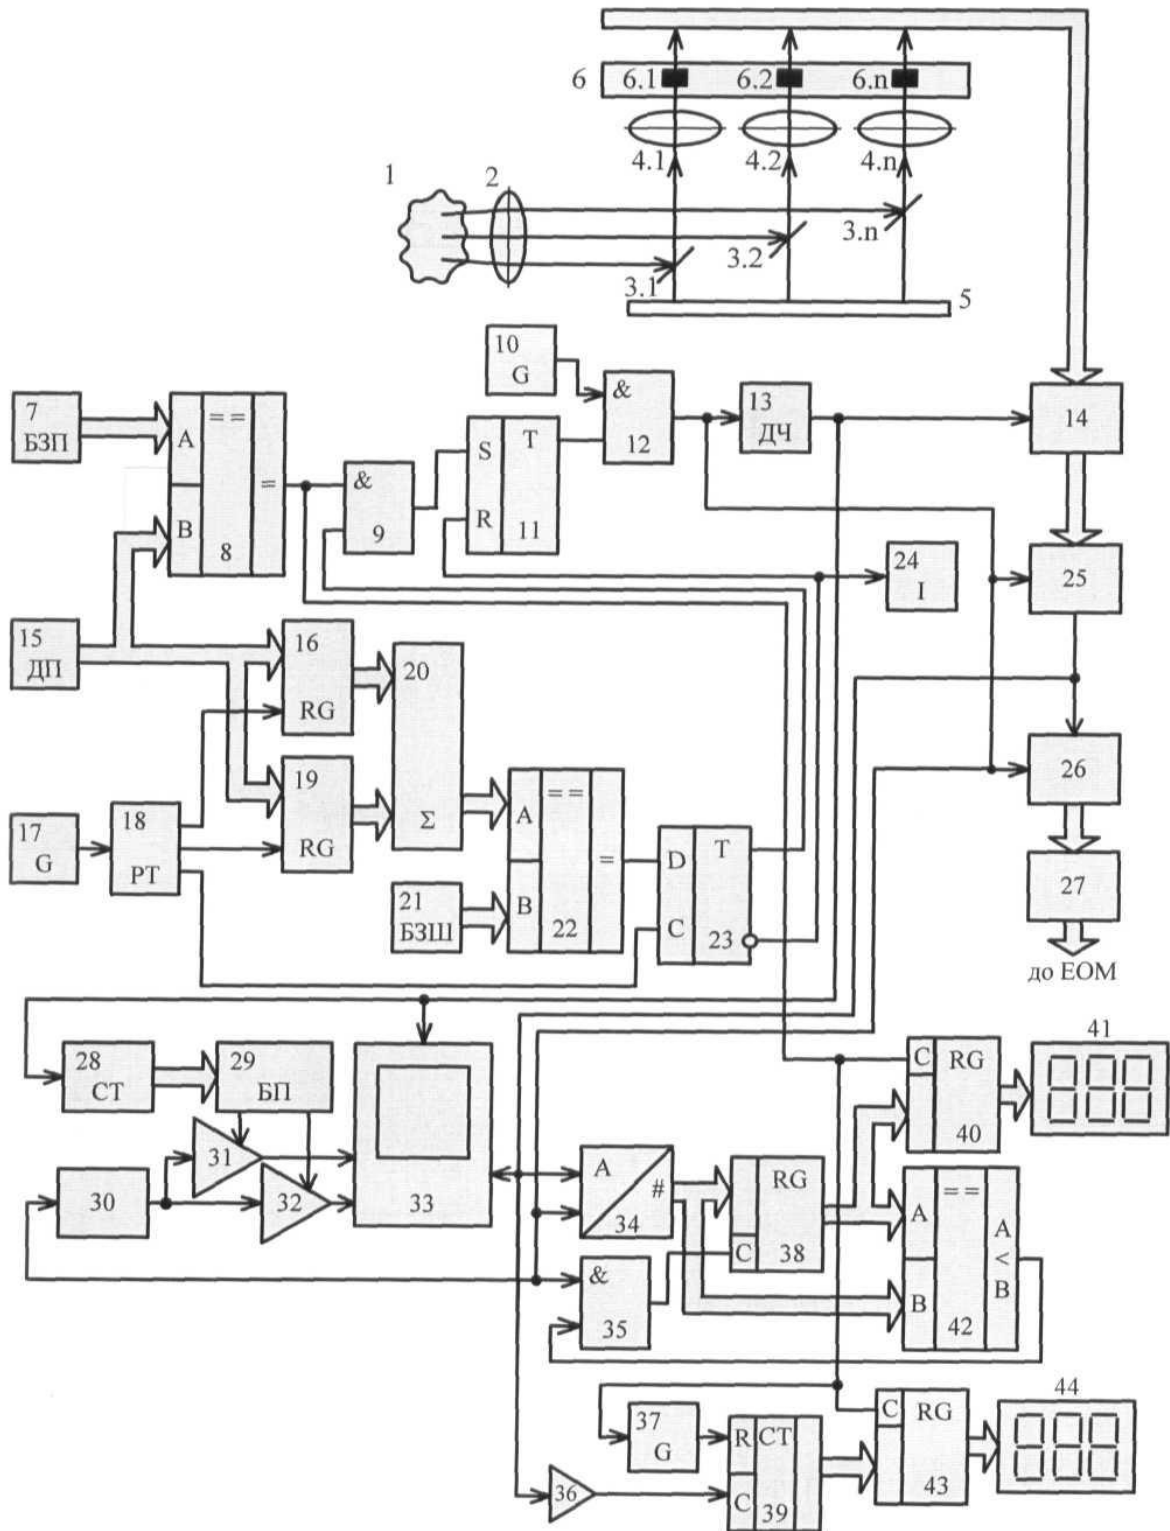 6 6.1 6.2 6.n
4.1 4.2 4.n
1 2
3.1 3.2 3.n
5
10 G
7 БЗП
A == =
B 8
& 9
S T
R 11
& 12
13 ДЧ
14
24 I
25
15 ДП
16 RG
19 RG
20 Σ
17 G
18 РТ
21 БЗШ
A == =
B 22
D T
C 23
26
27
до ЕОМ
28 СТ
29 БП
30
31
32
33
A # 34
& 35
RG C 38
C RG 40
41
A == A < B
B 42
36
37 G
R CT
C 39
C RG 43
44